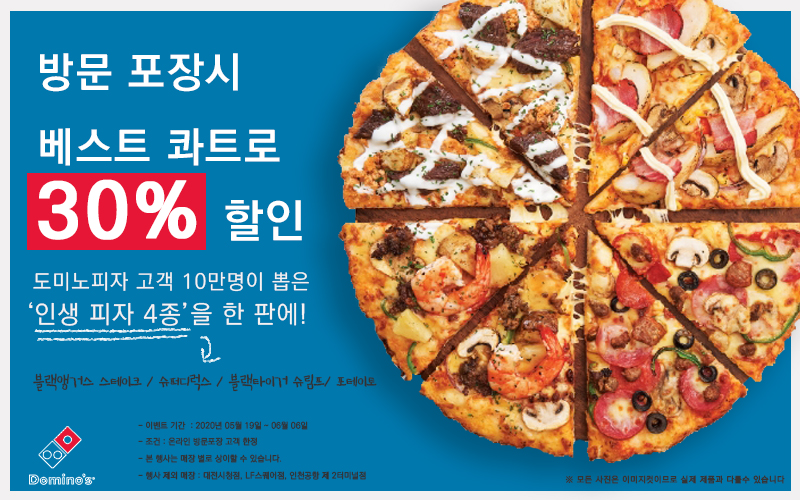 방문 포장시
베스트 콰트로
30% 할인
도미노피자 고객 10만명이 뽑은
‘인생 피자 4종’을 한 판에!
블랙앵거스 스테이크 / 슈퍼디럭스 / 블랙타이거 슈림프/ 포테이토
- 이벤트 기간 : 2020년 05월 19일 ~ 06월 06일
- 조건 : 온라인 방문포장 고객 한정
- 본 행사는 매장 별로 상이할 수 있습니다.
- 행사 제외 매장 : 대전시청점, LF스퀘어점, 인천공항 제 2터미널점
Domino's
※ 모든 사진은 이미지컷이므로 실제 제품과 다를수 있습니다